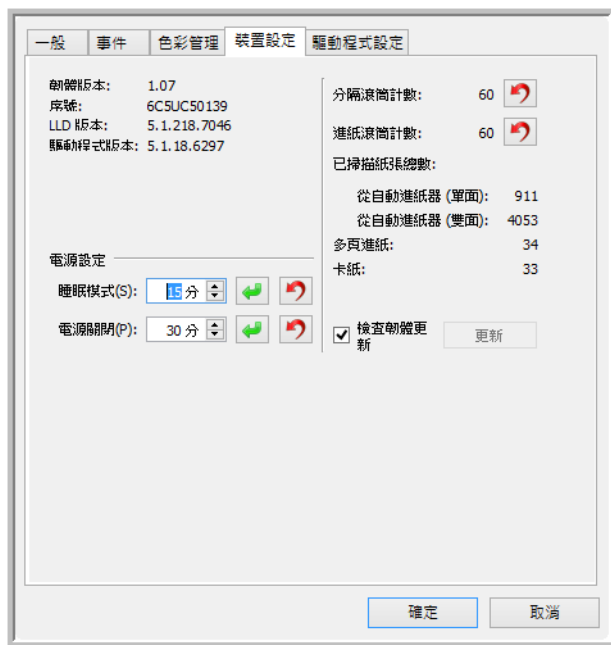 一般 事件 色彩管理 裝置設定 驅動程式設定
韌體版本: 1.07
序號: 6C5UC50139
LLD 版本: 5.1.218.7046
驅動程式版本: 5.1.18.6297
電源設定
睡眠模式(S): 15 分
電源關閉(P): 30 分
分隔滾筒計數: 60
進紙滾筒計數: 60
已掃描紙張總數:
從自動進紙器 (單面): 911
從自動進紙器 (雙面): 4053
多頁進紙: 34
卡紙: 33
檢查韌體更
新
更新
確定 取消